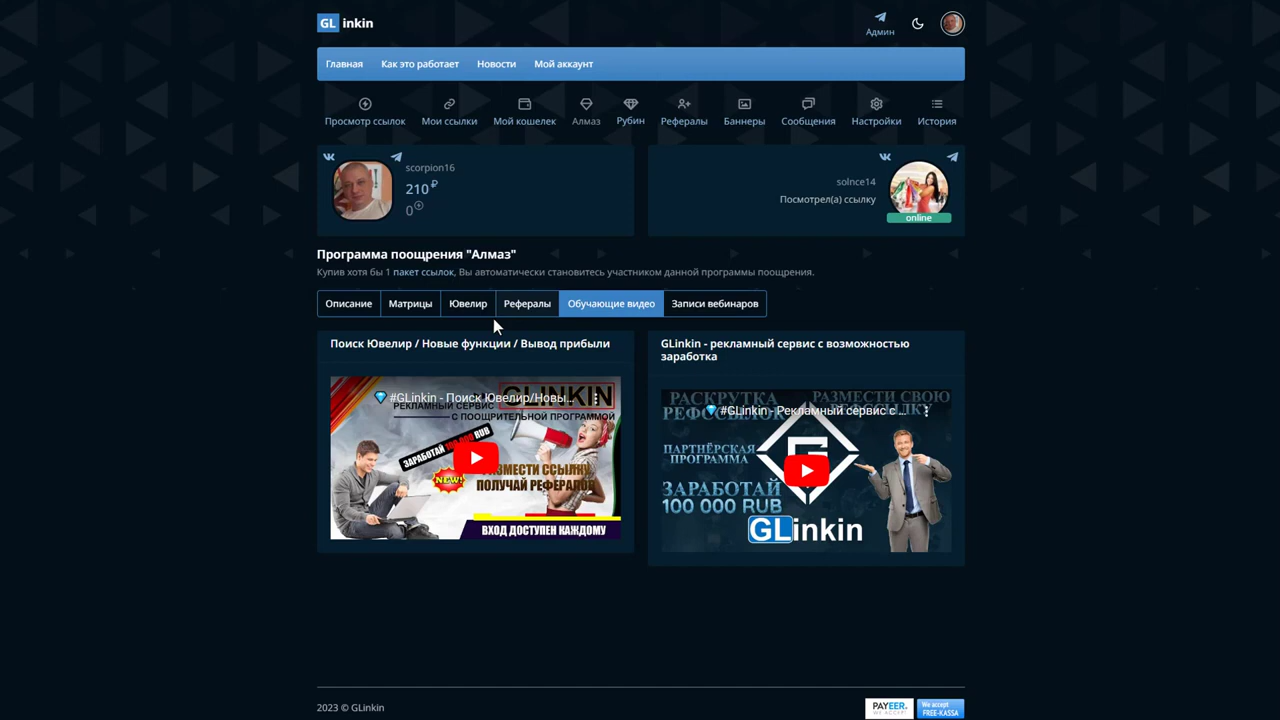 GLinkin
Админ
Главная Как это работает Новости Мой аккаунт
Просмотр ссылок Мои ссылки Мой кошелек Алмаз Рубин Рефералы Баннеры Сообщения Настройки История
scorpion16
210 ₽
0
solnce14
Посмотрел(а) ссылку
online
Программа поощрения "Алмаз"
Купив хотя бы 1 пакет ссылок, Вы автоматически становитесь участником данной программы поощрения.
Описание Матрицы Ювелир Рефералы Обучающие видео Записи вебинаров
Поиск Ювелир / Новые функции / Вывод прибыли
#GLinkin - Поиск Ювелир/Новы...
GLINKIN
РЕКЛАМНЫЙ СЕРВИС
С ПООЩРИТЕЛЬНОЙ ПРОГРАММОЙ
ЗАРАБОТАЙ 100 000 RUB
NEW!
РАЗМЕСТИ ССЫЛКУ,
ПОЛУЧАЙ РЕФЕРАЛОВ
ВХОД ДОСТУПЕН КАЖДОМУ
GLinkin - рекламный сервис с возможностью
заработка
#GLinkin - Рекламный сервис с ...
РАСКРУТКА
РЕФССЫЛОК
РАЗМЕСТИ СВОЮ
РЕФССЫЛКУ
ПАРТНЁРСКАЯ
ПРОГРАММА
ЗАРАБОТАЙ
100 000 RUB
GLinkin
2023 © GLinkin
PAYEER
WE ACCEPT
We accept
FREE-KASSA